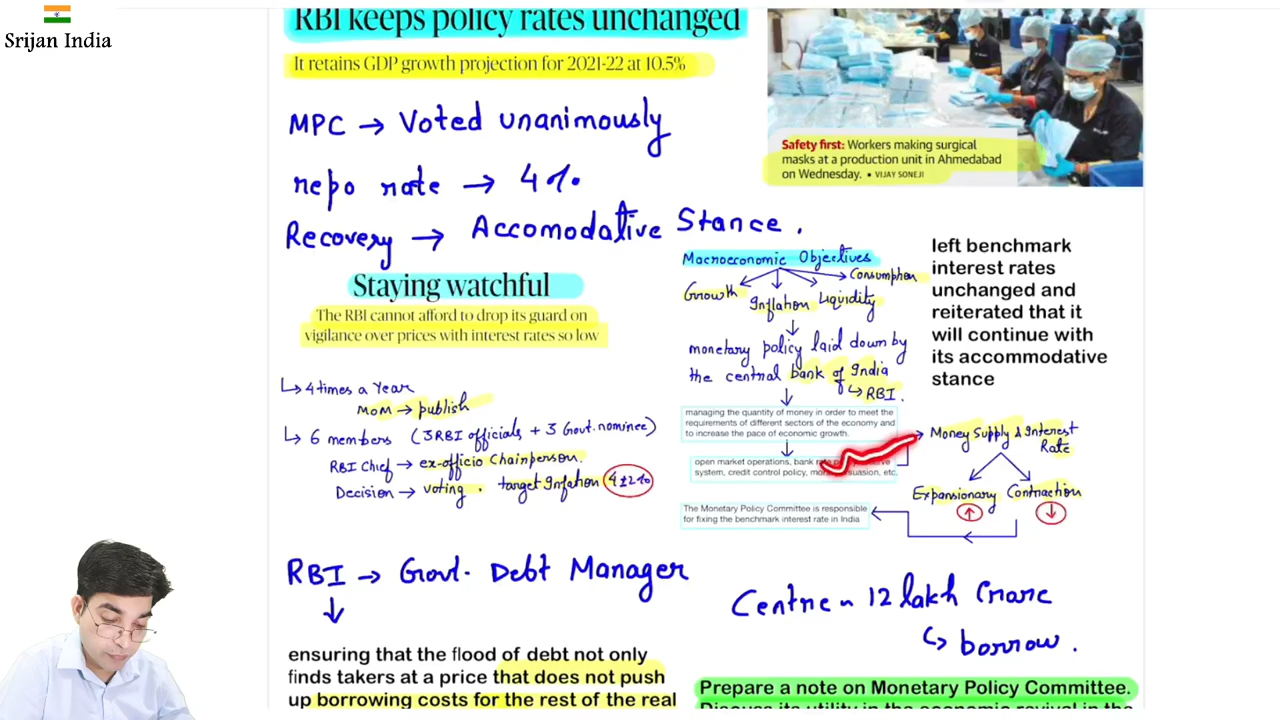 Srijan India
RBI keeps policy rates unchanged
It retains GDP growth projection for 2021-22 at 10.5%
MPC → Voted unanimously
repo rate → 4%
Recovery → Accomodative Stance.
Safety first: Workers making surgical
masks at a production unit in Ahmedabad
on Wednesday. • VIJAY SONEJI
Staying watchful
The RBI cannot afford to drop its guard on
vigilance over prices with interest rates so low
↳ 4 times a Year
MoM → publish
↳ 6 members (3 RBI officials + 3 Govt. nominee)
RBI Chief → ex-officio Chairperson.
Decision → voting. target Inflation 4±2%
Macroeconomic Objectives
Growth Inflation Liquidity Consumption
monetary policy laid down by
the central bank of India
↳ RBI.
managing the quantity of money in order to meet the
requirements of different sectors of the economy and
to increase the pace of economic growth.
open market operations, bank
system, credit control policy, etc.
Money Supply & Interest
Rate
Expansionary Contraction
↑ ↓
The Monetary Policy Committee is responsible
for fixing the benchmark interest rate in India
left benchmark
interest rates
unchanged and
reiterated that it
will continue with
its accommodative
stance
RBI → Govt. Debt Manager
↓
ensuring that the flood of debt not only
finds takers at a price that does not push
up borrowing costs for the rest of the real
Centre ~ 12 lakh Crore
↳ borrow.
Prepare a note on Monetary Policy Committee.
Discuss its utility in the economic revival in the